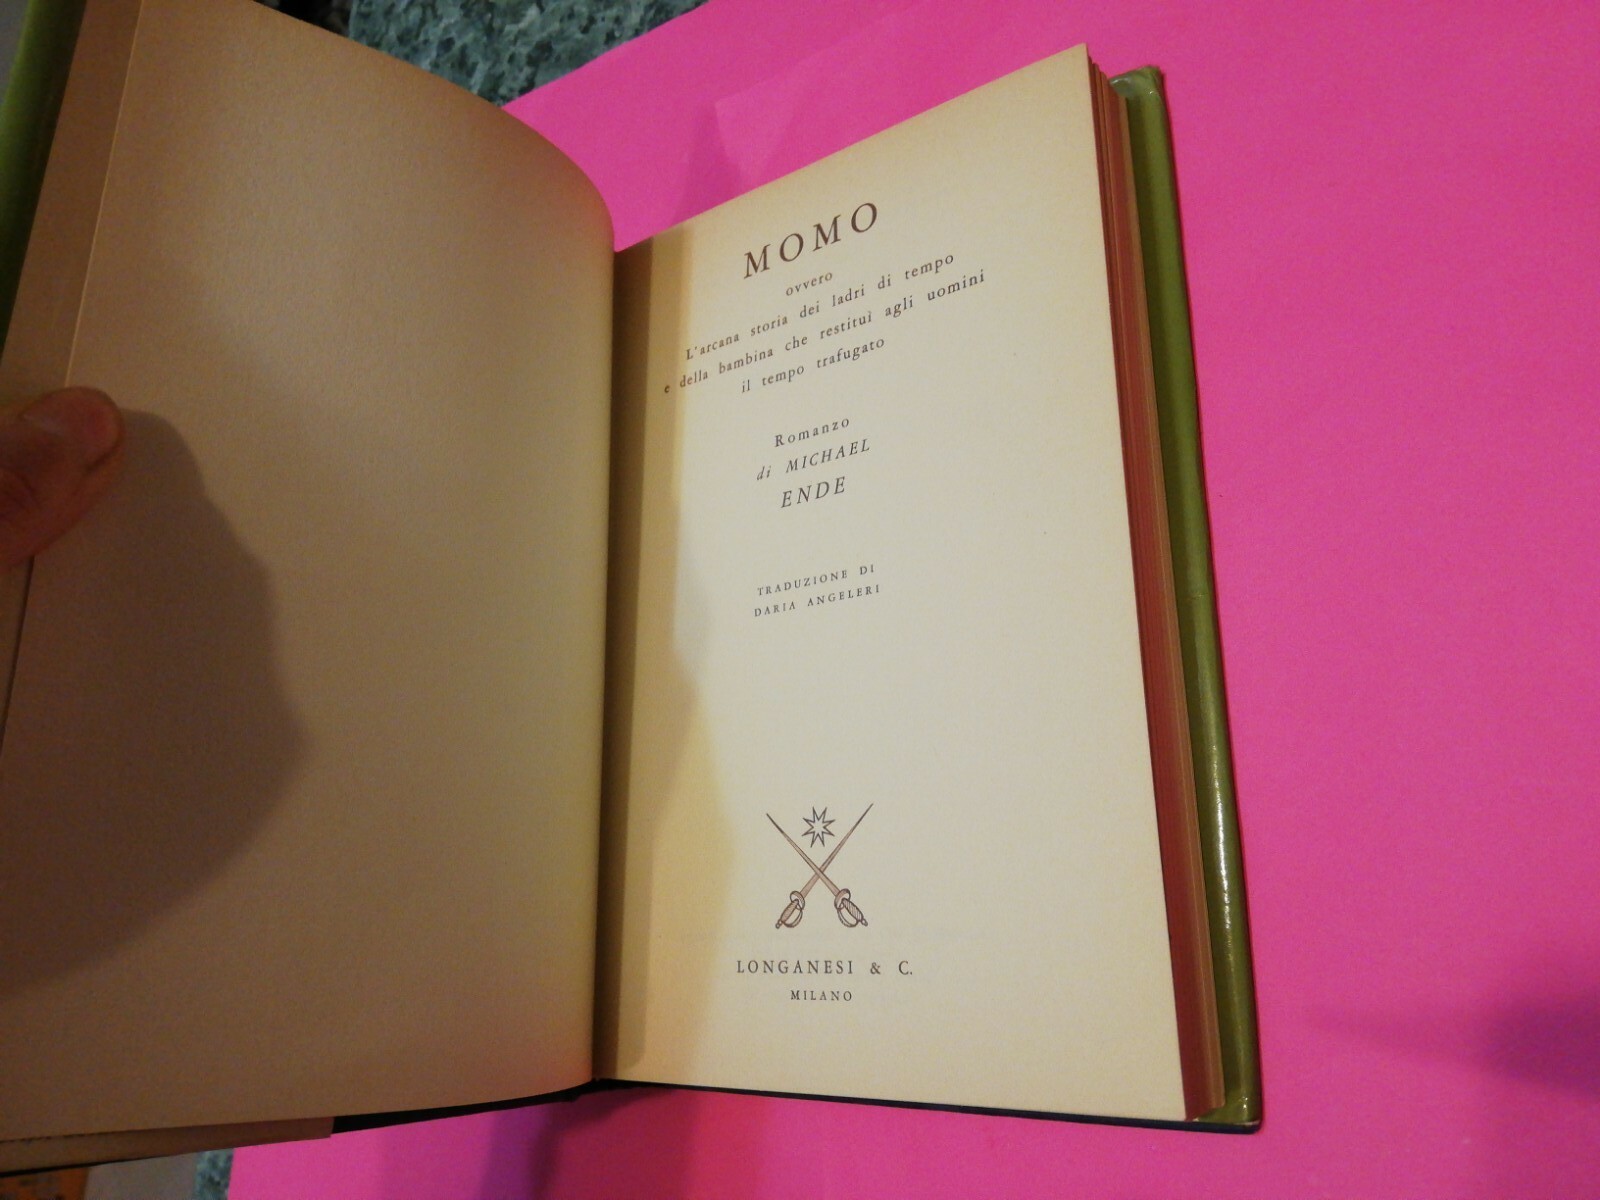 MOMO
ovvero
L'arcana storia dei ladri di tempo
e della bambina che restituì agli uomini
il tempo trafugato
Romanzo
di MICHAEL
ENDE
TRADUZIONE DI
DARIA ANGELERI
LONGANESI & C.
MILANO